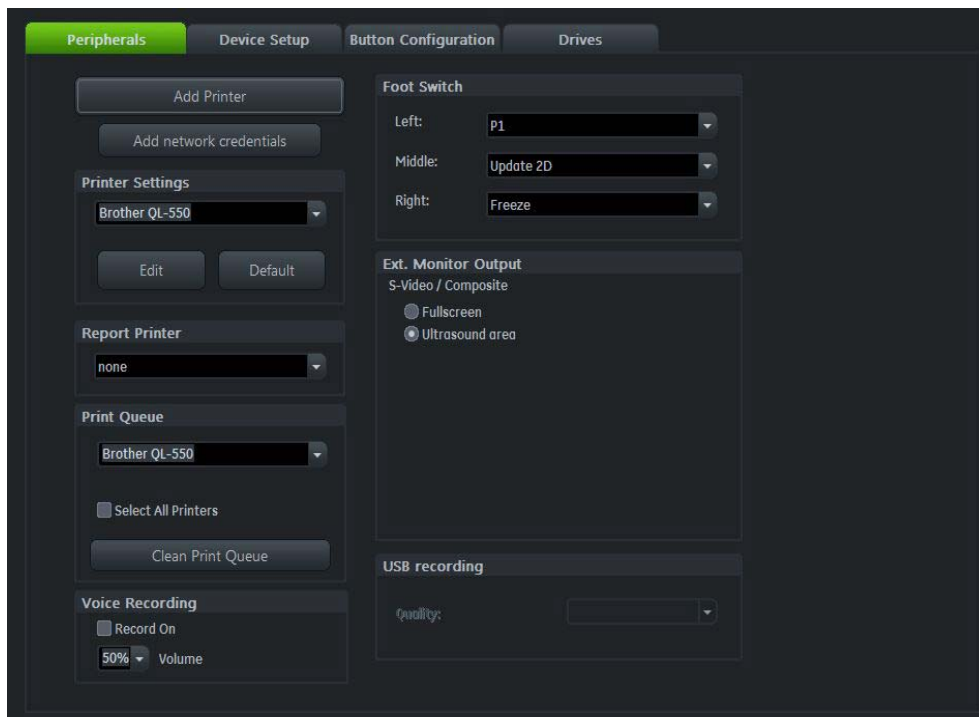 Peripherals
Device Setup
Button Configuration
Drives
Add Printer
Add network credentials
Printer Settings
Brother QL-550
Edit
Default
Report Printer
none
Print Queue
Brother QL-550
Select All Printers
Clean Print Queue
Voice Recording
Record On
50% Volume
Foot Switch
Left: P1
Middle: Update 2D
Right: Freeze
Ext. Monitor Output
S-Video / Composite
Fullscreen
Ultrasound area
USB recording
Quality: